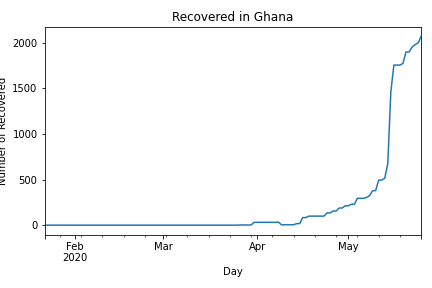 Recovered in Ghana
Number of Recovered
2000
1500
1000
500
0
Feb
2020
Mar
Apr
May
Day